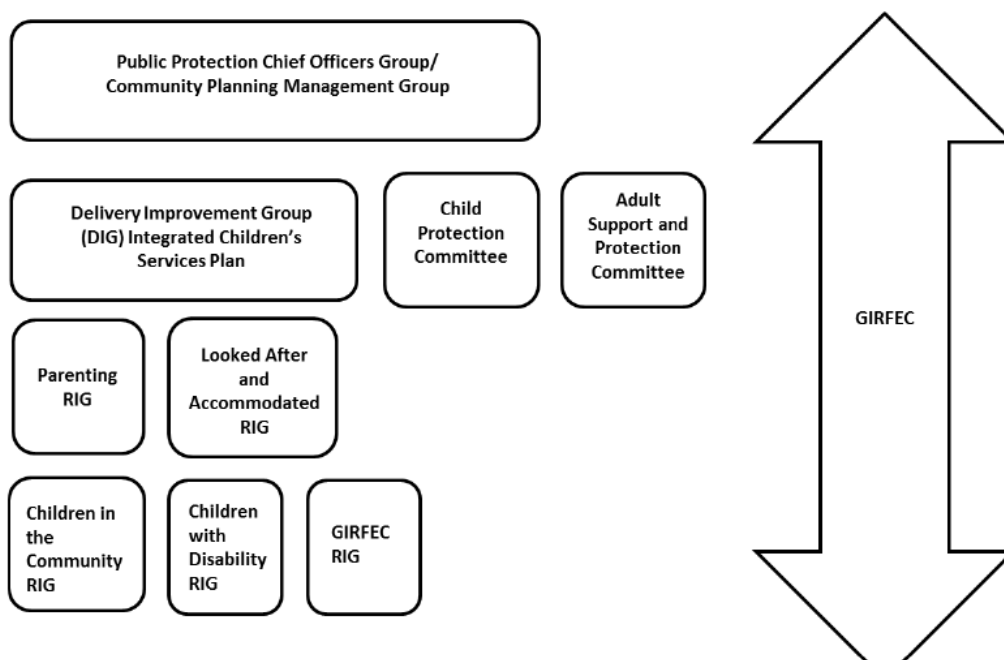 Public Protection Chief Officers Group/
Community Planning Management Group
Delivery Improvement Group
(DIG) Integrated Children’s
Services Plan
Child
Protection
Committee
Adult
Support and
Protection
Committee
GIRFEC
Parenting
RIG
Looked After
and
Accommodated
RIG
Children in
the
Community
RIG
Children
with
Disability
RIG
GIRFEC
RIG